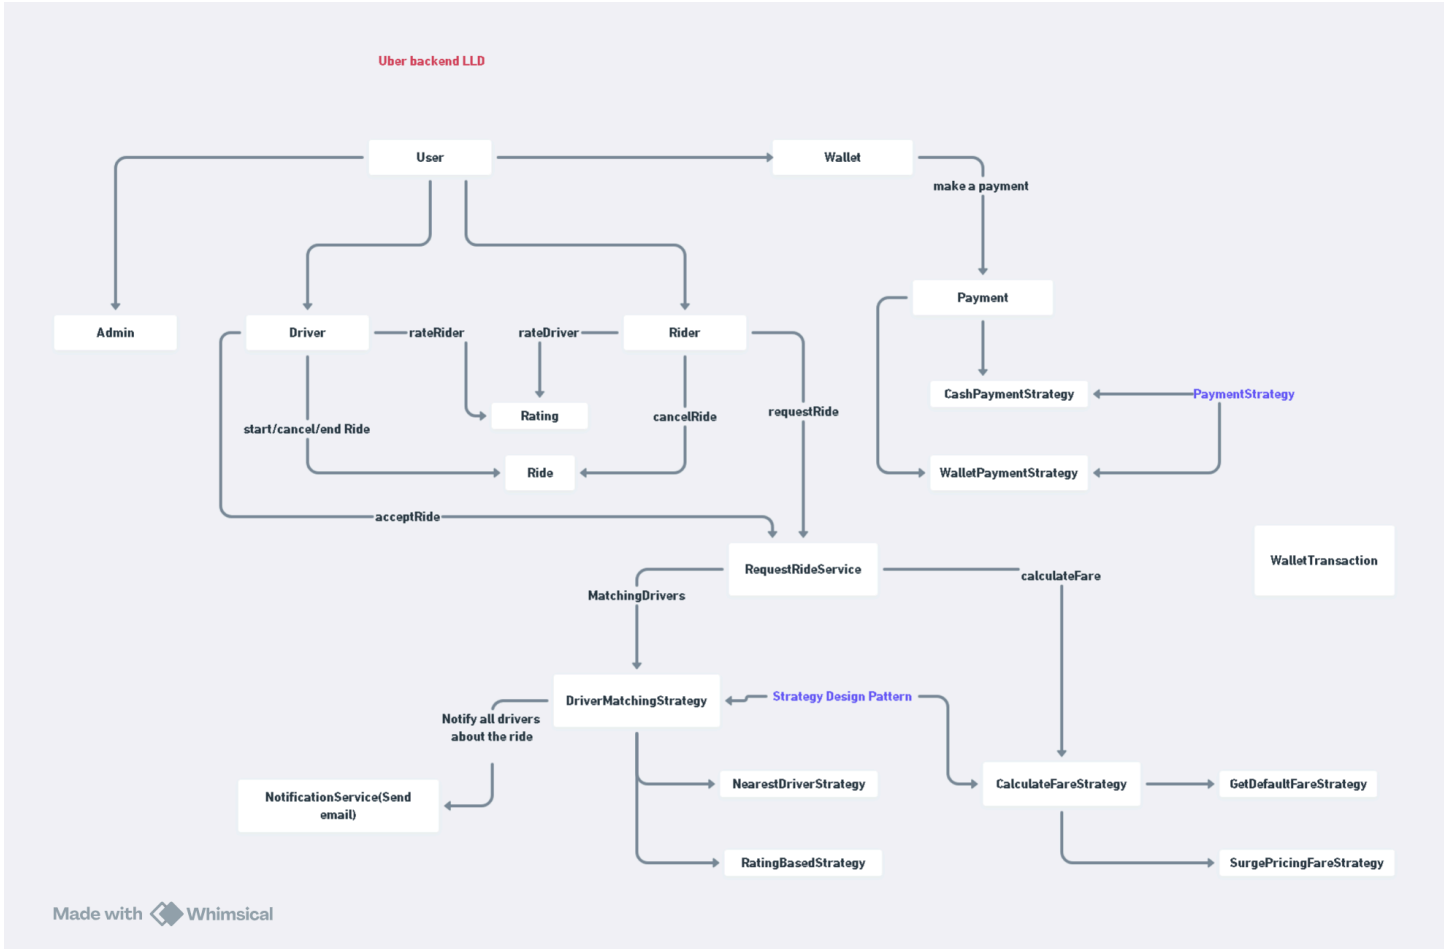 Uber backend LLD
User
Wallet
make a payment
Payment
Admin
Driver
rateRider
rateDriver
Rider
CashPaymentStrategy
PaymentStrategy
Rating
cancelRide
requestRide
start/cancel/end Ride
Ride
WalletPaymentStrategy
acceptRide
RequestRideService
calculateFare
WalletTransaction
MatchingDrivers
DriverMatchingStrategy
Strategy Design Pattern
Notify all drivers
about the ride
NearestDriverStrategy
CalculateFareStrategy
GetDefaultFareStrategy
NotificationService(Send
email)
RatingBasedStrategy
SurgePricingFareStrategy
Made with Whimsical